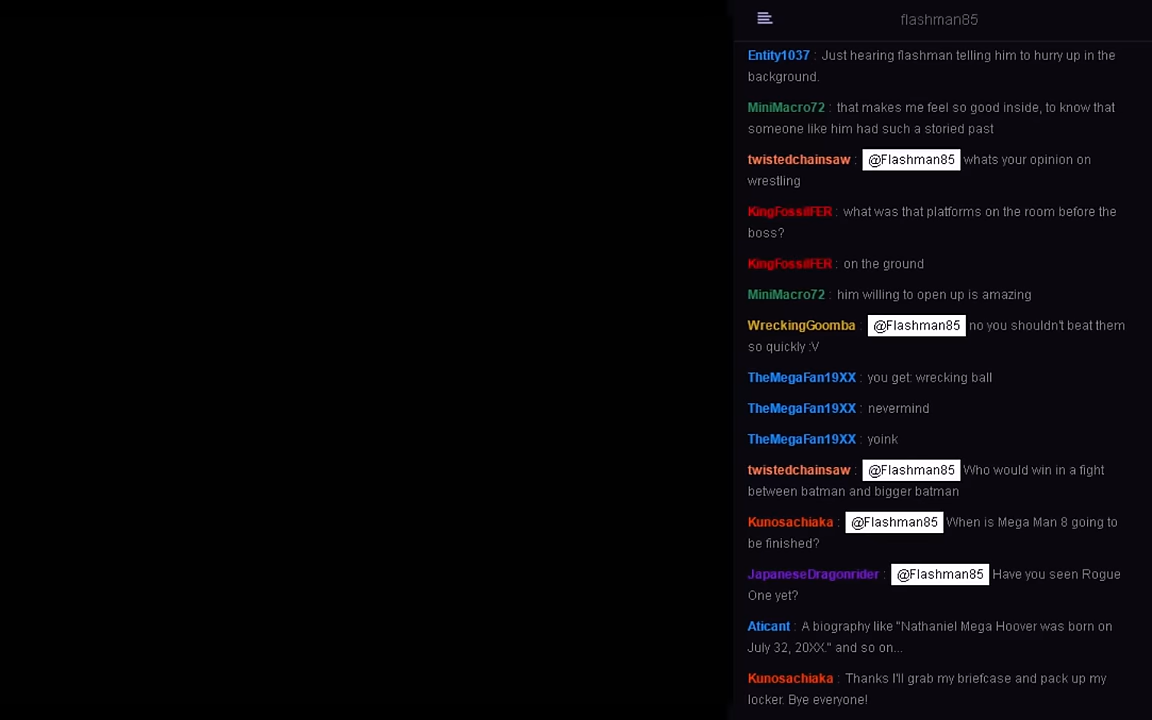 flashman85
Entity1037 : Just hearing flashman telling him to hurry up in the
background.
MiniMacro72 : that makes me feel so good inside, to know that
someone like him had such a storied past
twistedchainsaw : @Flashman85 whats your opinion on
wrestling
KingFossilFER : what was that platforms on the room before the
boss?
KingFossilFER : on the ground
MiniMacro72 : him willing to open up is amazing
WreckingGoomba : @Flashman85 no you shouldn't beat them
so quickly :V
TheMegaFan19XX : you get: wrecking ball
TheMegaFan19XX : nevermind
TheMegaFan19XX : yoink
twistedchainsaw : @Flashman85 Who would win in a fight
between batman and bigger batman
Kunosachiaka : @Flashman85 When is Mega Man 8 going to
be finished?
JapaneseDragonrider : @Flashman85 Have you seen Rogue
One yet?
Aticant : A biography like "Nathaniel Mega Hoover was born on
July 32, 20XX." and so on...
Kunosachiaka : Thanks I'll grab my briefcase and pack up my
locker. Bye everyone!